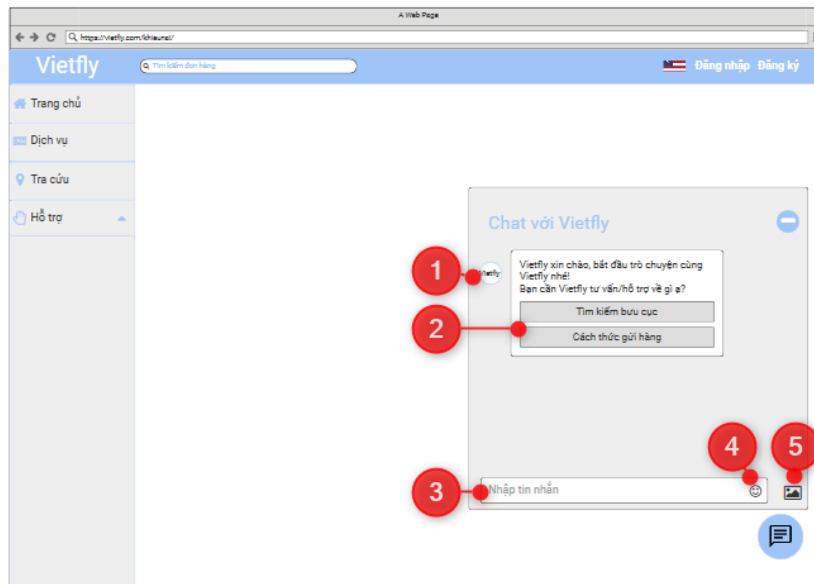 A Web Page
https://vietfly.com/khieunai/
Vietfly
Tìm kiếm đơn hàng
Đăng nhập Đăng ký
Trang chủ
Dịch vụ
Tra cứu
Hỗ trợ
Chat với Vietfly
1
Vietfly
Vietfly xin chào, bắt đầu trò chuyện cùng
Vietfly nhé!
Bạn cần Vietfly tư vấn/hỗ trợ về gì ạ?
2
Tìm kiếm bưu cục
Cách thức gửi hàng
4
5
3
Nhập tin nhắn